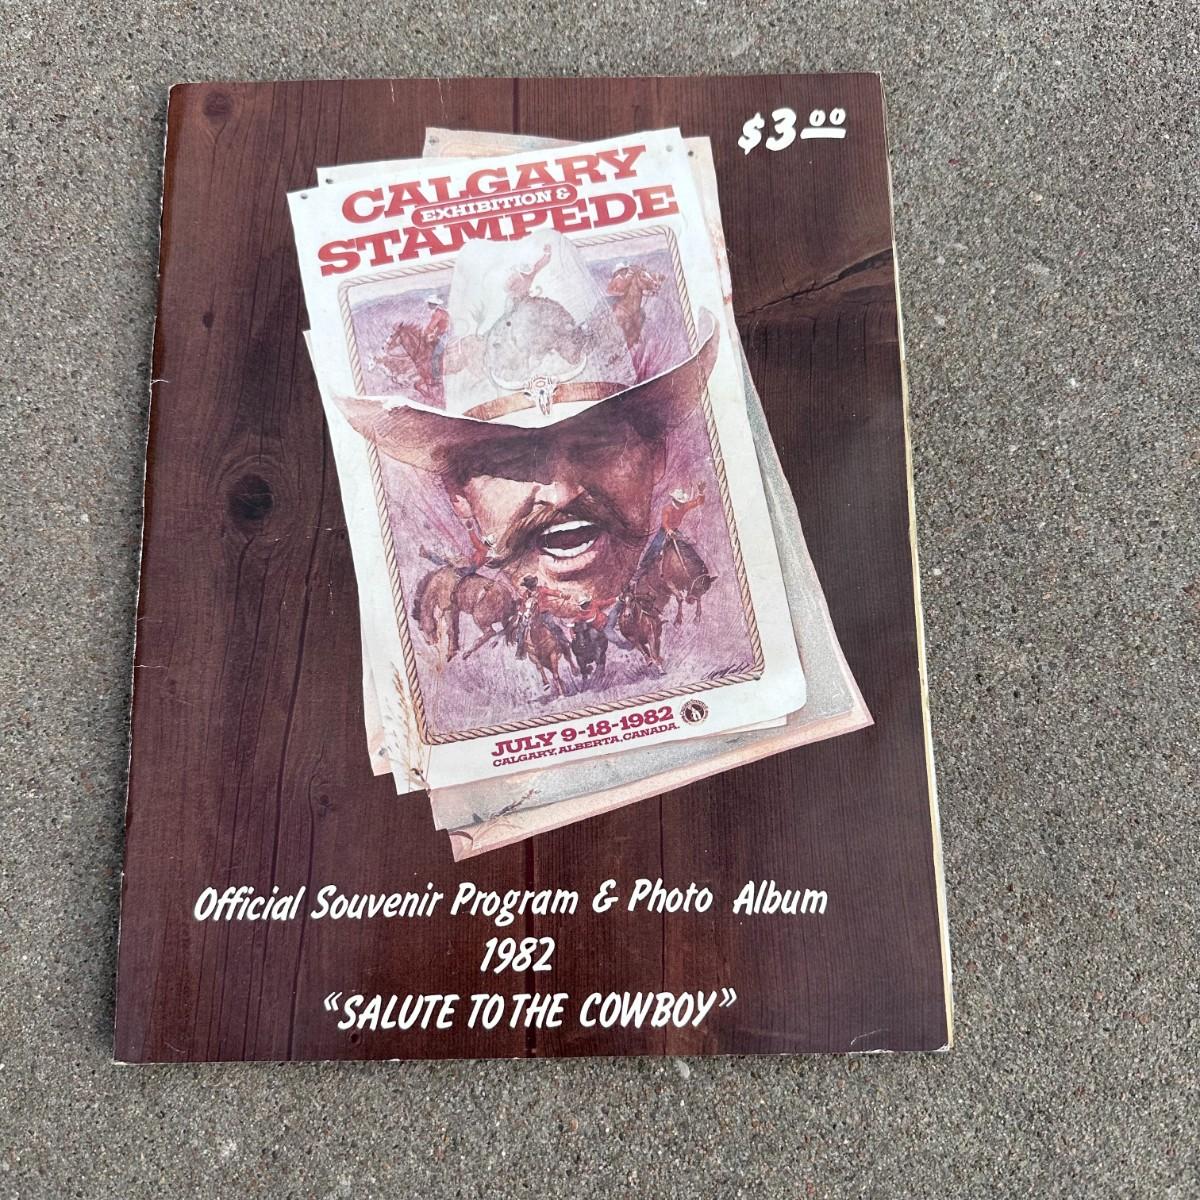 $3.00
CALGARY
EXHIBITION &
STAMPEDE
JULY 9-18-1982
CALGARY, ALBERTA, CANADA.
Official Souvenir Program & Photo Album
1982
“SALUTE TO THE COWBOY”